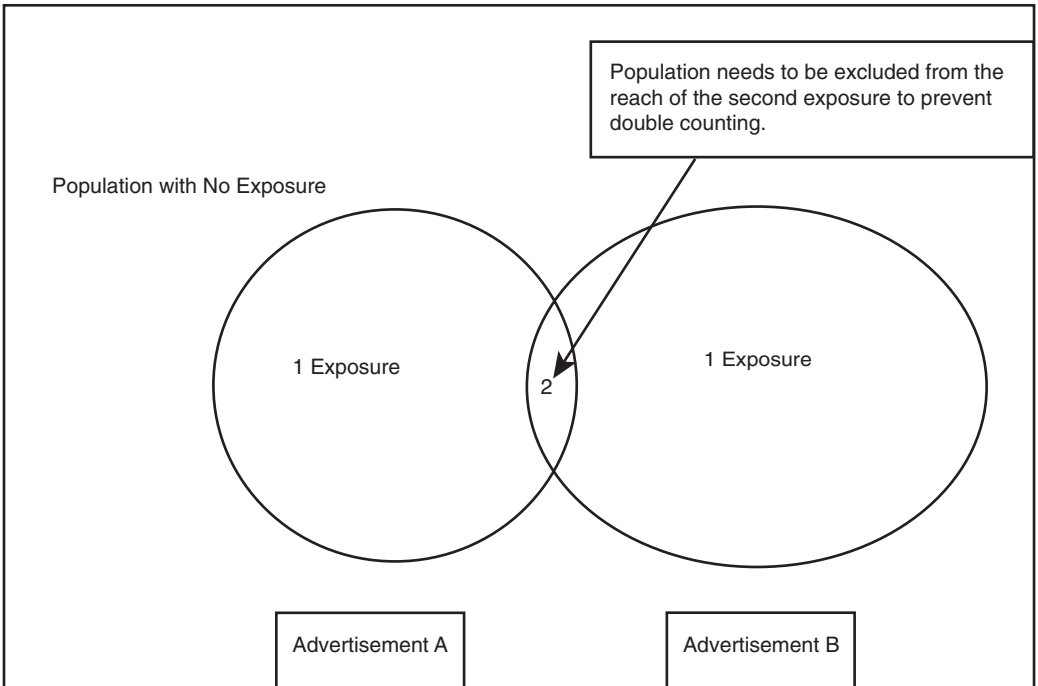 Population needs to be excluded from the
reach of the second exposure to prevent
double counting.
Population with No Exposure
1 Exposure
2
1 Exposure
Advertisement A
Advertisement B